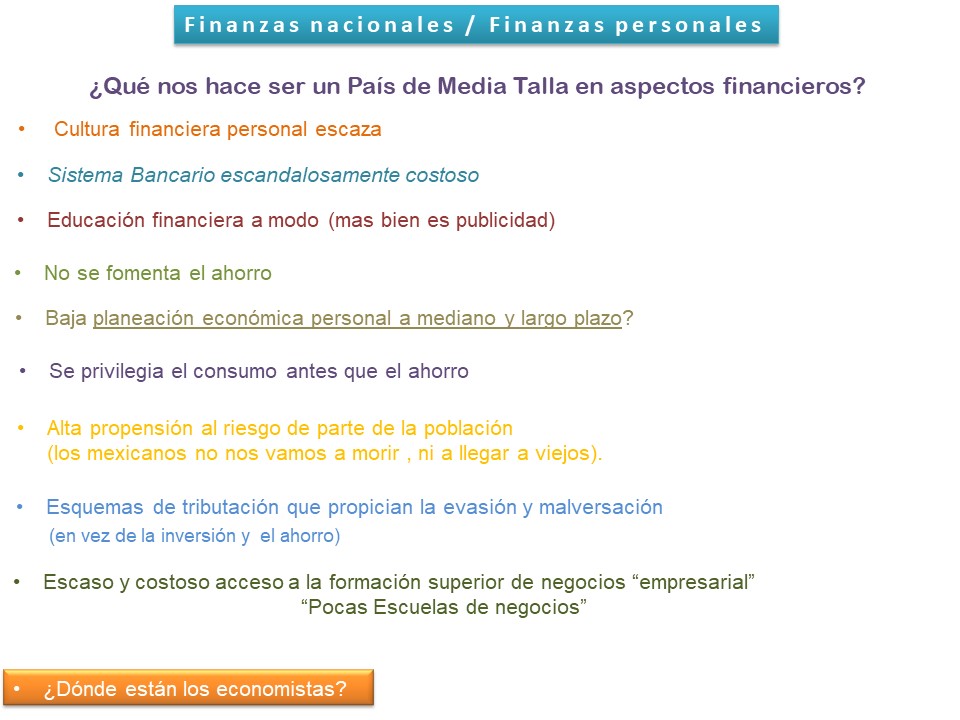 Finanzas nacionales / Finanzas personales
¿Qué nos hace ser un País de Media Talla en aspectos financieros?
• Cultura financiera personal escaza
• Sistema Bancario escandalosamente costoso
• Educación financiera a modo (mas bien es publicidad)
• No se fomenta el ahorro
• Baja planeación económica personal a mediano y largo plazo?
• Se privilegia el consumo antes que el ahorro
• Alta propensión al riesgo de parte de la población
(los mexicanos no nos vamos a morir , ni a llegar a viejos).
• Esquemas de tributación que propician la evasión y malversación
(en vez de la inversión y el ahorro)
• Escaso y costoso acceso a la formación superior de negocios “empresarial”
“Pocas Escuelas de negocios”
• ¿Dónde están los economistas?